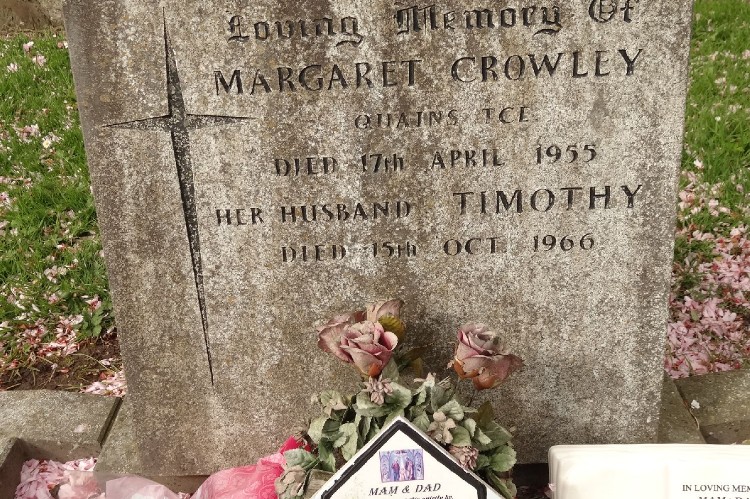 Loving Memory Of
MARGARET CROWLEY
QUAINS TCE
DIED 17th APRIL 1955
HER HUSBAND TIMOTHY
DIED 15th OCT 1966
MAM & DAD
IN LOVING MEMORY